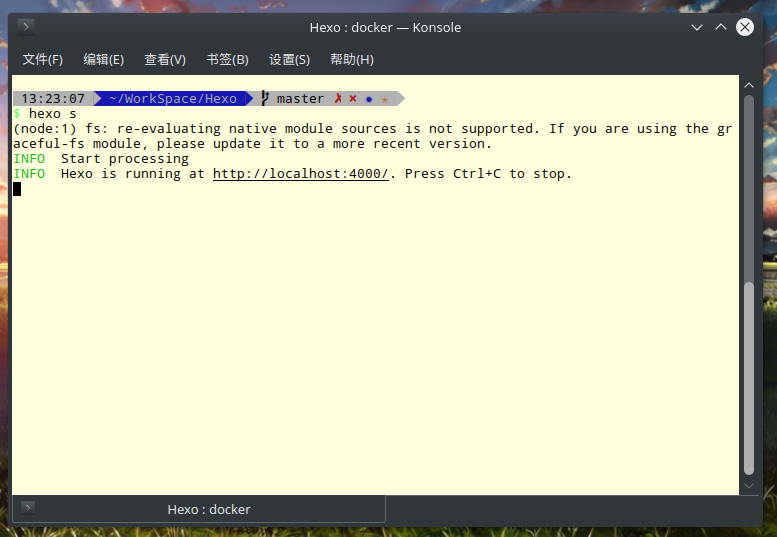 Hexo : docker — Konsole
文件(F) 编辑(E) 查看(V) 书签(B) 设置(S) 帮助(H)
13:23:07 ~/WorkSpace/Hexo master ✗ ✖ ● ★
$ hexo s
(node:1) fs: re-evaluating native module sources is not supported. If you are using the gr
aceful-fs module, please update it to a more recent version.
INFO  Start processing
INFO  Hexo is running at http://localhost:4000/. Press Ctrl+C to stop.
Hexo : docker